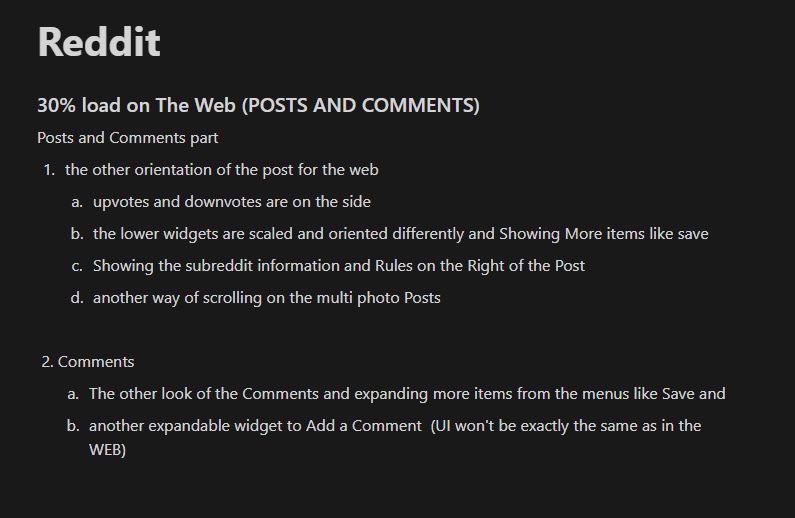 Reddit
30% load on The Web (POSTS AND COMMENTS)
Posts and Comments part
1. the other orientation of the post for the web
a. upvotes and downvotes are on the side
b. the lower widgets are scaled and oriented differently and Showing More items like save
c. Showing the subreddit information and Rules on the Right of the Post
d. another way of scrolling on the multi photo Posts
2. Comments
a. The other look of the Comments and expanding more items from the menus like Save and
b. another expandable widget to Add a Comment  (UI won't be exactly the same as in the
WEB)